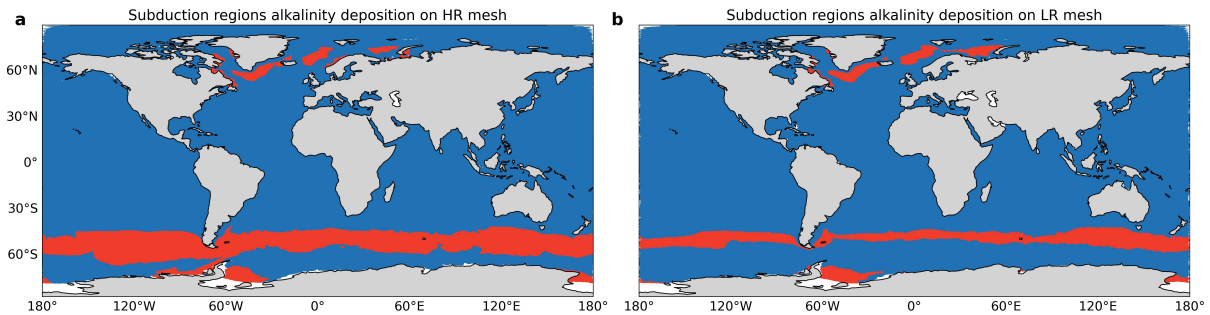 a Subduction regions alkalinity deposition on HR mesh
b Subduction regions alkalinity deposition on LR mesh
60°N
30°N
0°
30°S
60°S
180° 120°W 60°W 0° 60°E 120°E 180°
180° 120°W 60°W 0° 60°E 120°E 180°